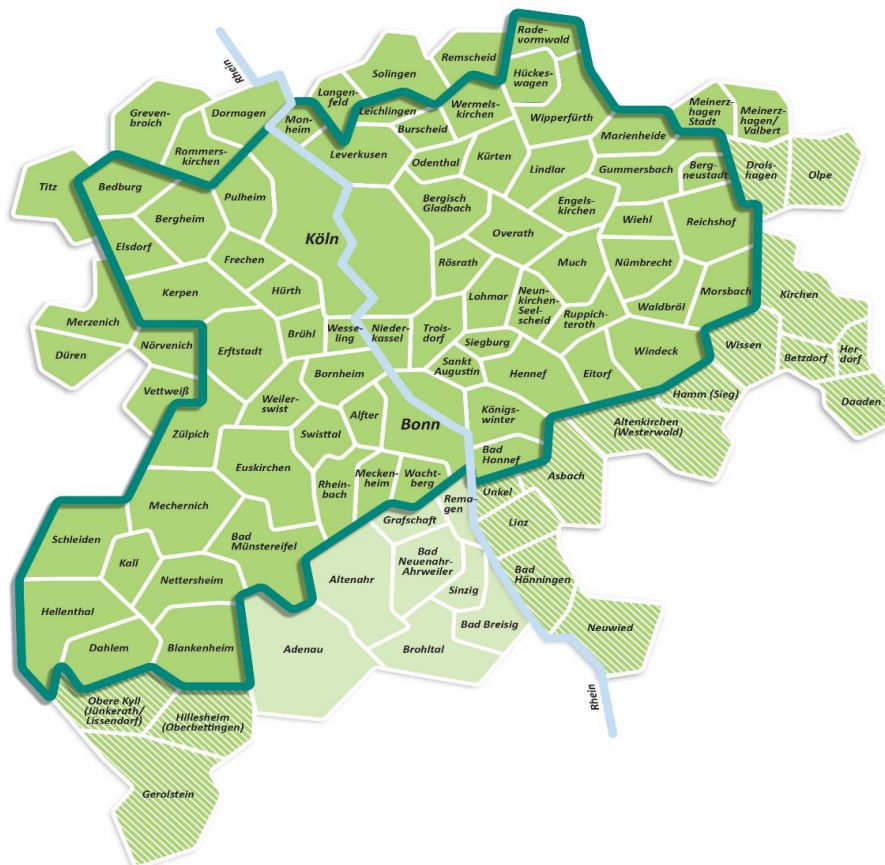 Rade-
vormwald
Rhein
Remscheid
Solingen
Hückes-
wagen
Langen-
feld
Leichlingen
Wermels-
kirchen
Grevenbroich
Dormagen
Mon-
heim
Burscheid
Wipperfürth
Meinerz-
hagen
Stadt
Meinerz-
hagen/
Valbert
Marienheide
Rommers-
kirchen
Leverkusen
Odenthal
Kürten
Lindlar
Gummersbach
Berg-
neustadt
Drols-
hagen
Olpe
Titz
Bedburg
Pulheim
Bergheim
Bergisch
Gladbach
Engels-
kirchen
Wiehl
Reichshof
Elsdorf
Köln
Overath
Frechen
Rösrath
Much
Nümbrecht
Kerpen
Hürth
Lohmar
Neun-
kirchen-
Seel-
scheid
Ruppich-
teroth
Waldbröl
Morsbach
Kirchen
Merzenich
Düren
Nörvenich
Erftstadt
Brühl
Wesse-
ling
Nieder-
kassel
Trois-
dorf
Siegburg
Windeck
Wissen
Betzdorf
Her-
dorf
Sankt
Augustin
Hennef
Eitorf
Bornheim
Vettweiß
Weiler-
swist
Hamm (Sieg)
Daaden
Alfter
Bonn
Königs-
winter
Altenkirchen
(Westerwald)
Zülpich
Swisttal
Bad
Honnef
Euskirchen
Rhein-
bach
Mecken-
heim
Wacht-
berg
Asbach
Mechernich
Rema-
gen
Unkel
Grafschaft
Linz
Schleiden
Bad
Münstereifel
Kall
Bad
Neuenahr-
Ahrweiler
Altenahr
Bad
Hönningen
Nettersheim
Sinzig
Hellenthal
Bad Breisig
Neuwied
Dahlem
Blankenheim
Adenau
Brohltal
Rhein
Obere Kyll
(Jünkerath/
Lissendorf)
Hillesheim
(Oberbettingen)
Gerolstein